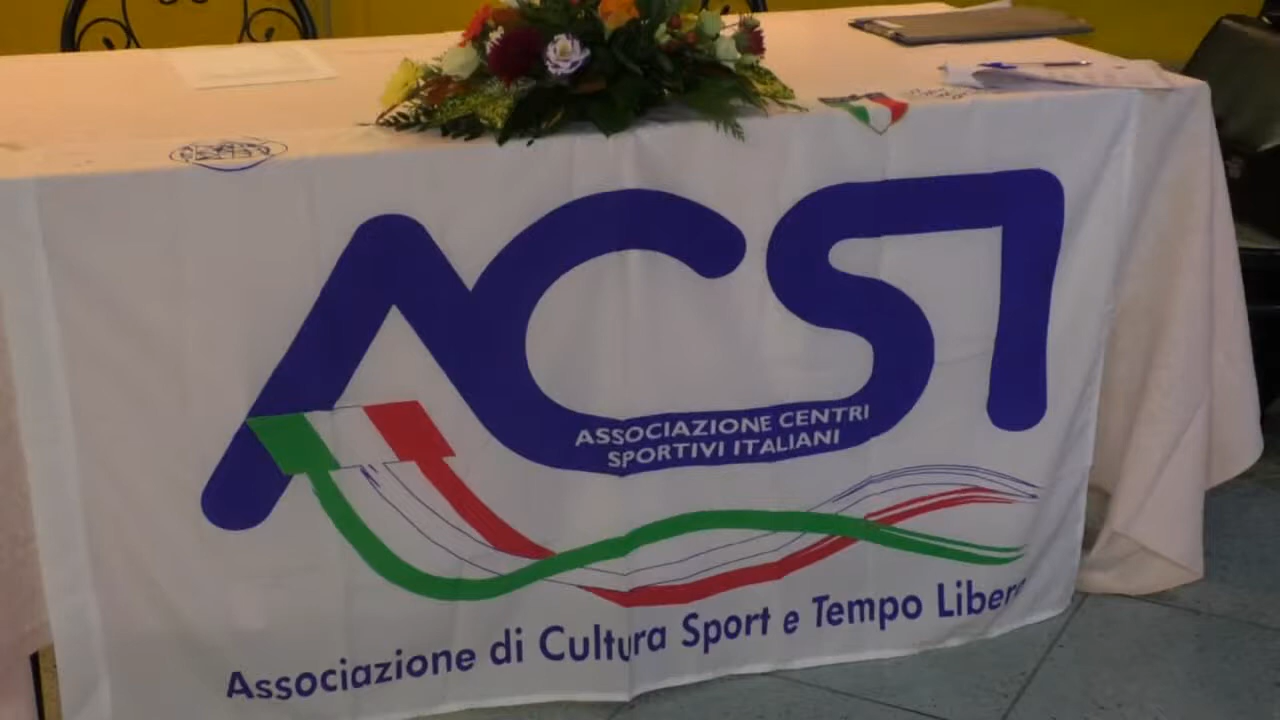 ACSI
ASSOCIAZIONE CENTRI
SPORTIVI ITALIANI
Associazione di Cultura Sport e Tempo Libero